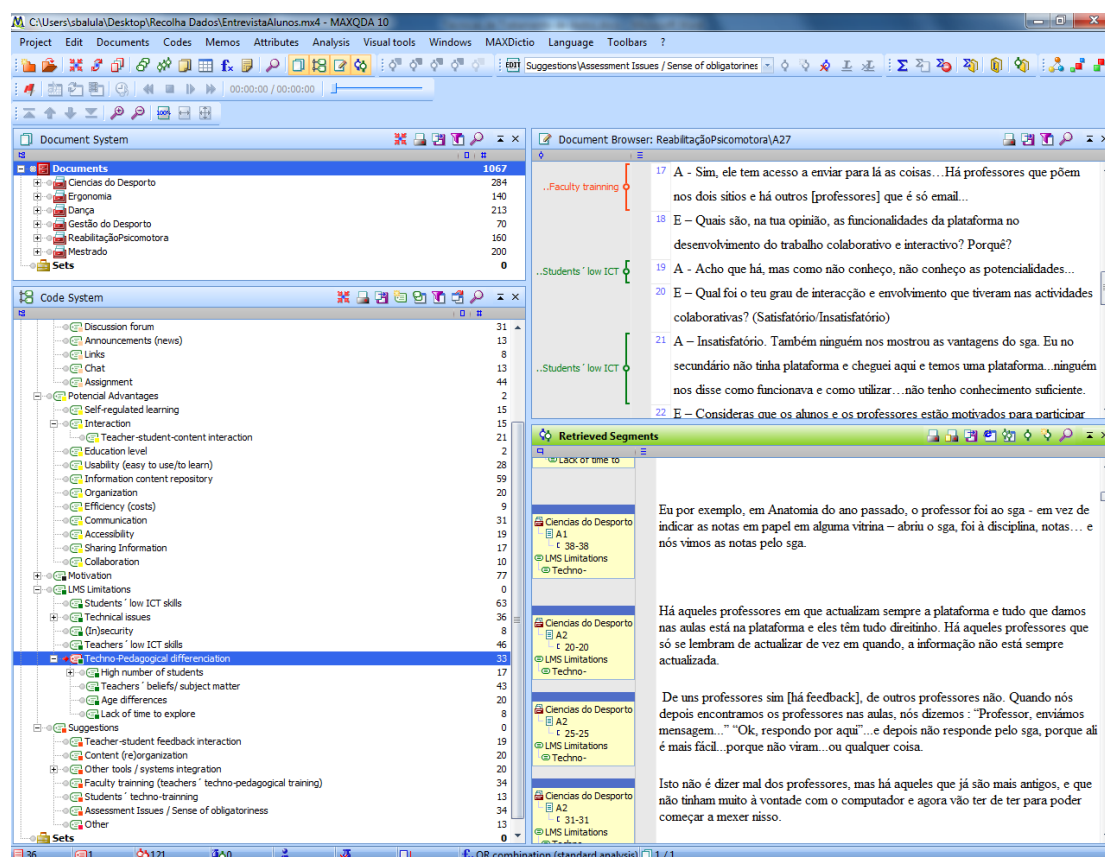 C:\Users\sbalula\Desktop\Recolha Dados\EntrevistaAlunos.mx4 - MAXQDA 10
Project Edit Documents Codes Memos Attributes Analysis Visual tools Windows MAXDictio Language Toolbars ?
Suggestions\Assessment Issues / Sense of obligatorines
00:00:00 / 00:00:00
Document System
Documents 1067
Ciencias do Desporto 284
Ergonomia 140
Dança 213
Gestão do Desporto 70
ReabilitaçãoPsicomotora 160
Mestrado 200
Sets 0
Code System
Discussion forum 31
Announcements (news) 13
Links 8
Chat 13
Assignment 44
Potencial Advantages 2
Self-regulated learning 15
Interaction 15
Teacher-student-content interaction 21
Education level 2
Usability (easy to use/to learn) 28
Information content repository 59
Organization 20
Efficiency (costs) 9
Communication 31
Accessibility 19
Sharing Information 17
Collaboration 10
Motivation 77
LMS Limitations 0
Students´ low ICT skills 63
Technical issues 36
(In)security 8
Teachers´ low ICT skills 46
Techno-Pedagogical differenciation 33
High number of students 17
Teachers´ beliefs/ subject matter 43
Age differences 20
Lack of time to explore 8
Suggestions 0
Teacher-student feedback interaction 19
Content (re)organization 20
Other tools / systems integration 20
Faculty trainning (teachers´ techno-pedagogical training) 34
Students´ techno-trainning 13
Assessment Issues / Sense of obligatoriness 34
Other 13
Sets 0
Document Browser: ReabilitaçãoPsicomotora\A27
17 A - Sim, ele tem acesso a enviar para lá as coisas…Há professores que põem
..Faculty trainning
nos dois sitios e há outros [professores] que é só email...
18 E – Quais são, na tua opinião, as funcionalidades da plataforma no
desenvolvimento do trabalho colaborativo e interactivo? Porquê?
..Students´low ICT
19 A - Acho que há, mas como não conheço, não conheço as potencialidades...
20 E – Qual foi o teu grau de interacção e envolvimento que tiveram nas actividades
colaborativas? (Satisfatório/Insatisfatório)
21 A – Insatisfatório. Também ninguém nos mostrou as vantagens do sga. Eu no
..Students´low ICT
secundário não tinha plataforma e cheguei aqui e temos uma plataforma...ninguém
nos disse como funcionava e como utilizar…não tenho conhecimento suficiente.
22 E – Consideras que os alunos e os professores estão motivados para participar
Retrieved Segments
Lack of time to
Ciencias do Desporto
A1
38-38
LMS Limitations
Techno-
Eu por exemplo, em Anatomia do ano passado, o professor foi ao sga - em vez de
indicar as notas em papel em alguma vitrina – abriu o sga, foi à disciplina, notas… e
nós vimos as notas pelo sga.
Ciencias do Desporto
A2
20-20
LMS Limitations
Techno-
Há aqueles professores em que actualizam sempre a plataforma e tudo que damos
nas aulas está na plataforma e eles têm tudo direitinho. Há aqueles professores que
só se lembram de actualizar de vez em quando, a informação não está sempre
actualizada.
Ciencias do Desporto
A2
25-25
LMS Limitations
Techno-
De uns professores sim [há feedback], de outros professores não. Quando nós
depois encontramos os professores nas aulas, nós dizemos : “Professor, enviámos
mensagem...” “Ok, respondo por aqui”...e depois não responde pelo sga, porque ali
é mais fácil...porque não viram...ou qualquer coisa.
Ciencias do Desporto
A2
31-31
LMS Limitations
Isto não é dizer mal dos professores, mas há aqueles que já são mais antigos, e que
não tinham muito à vontade com o computador e agora vão ter de ter para poder
começar a mexer nisso.
36 1 121 0 OR combination (standard analysis) 1 / 1